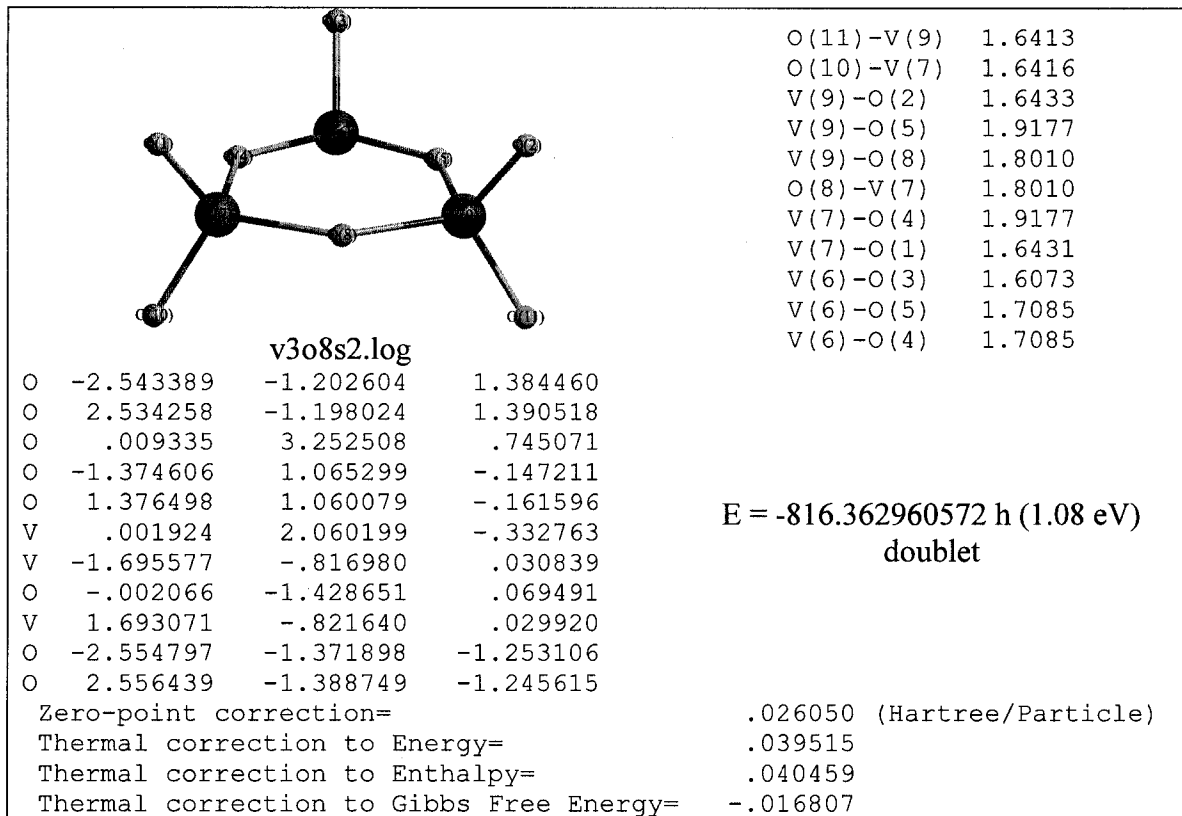 O(11)-V(9) 1.6413
O(10)-V(7) 1.6416
V(9)-O(2) 1.6433
V(9)-O(5) 1.9177
V(9)-O(8) 1.8010
O(8)-V(7) 1.8010
V(7)-O(4) 1.9177
V(7)-O(1) 1.6431
V(6)-O(3) 1.6073
V(6)-O(5) 1.7085
V(6)-O(4) 1.7085
v3o8s2.log
O -2.543389 -1.202604 1.384460
O 2.534258 -1.198024 1.390518
O .009335 3.252508 .745071
O -1.374606 1.065299 -.147211
O 1.376498 1.060079 -.161596
V .001924 2.060199 -.332763
V -1.695577 -.816980 .030839
O -.002066 -1.428651 .069491
V 1.693071 -.821640 .029920
O -2.554797 -1.371898 -1.253106
O 2.556439 -1.388749 -1.245615
E = -816.362960572 h (1.08 eV)
doublet
Zero-point correction= .026050 (Hartree/Particle)
Thermal correction to Energy= .039515
Thermal correction to Enthalpy= .040459
Thermal correction to Gibbs Free Energy= -.016807